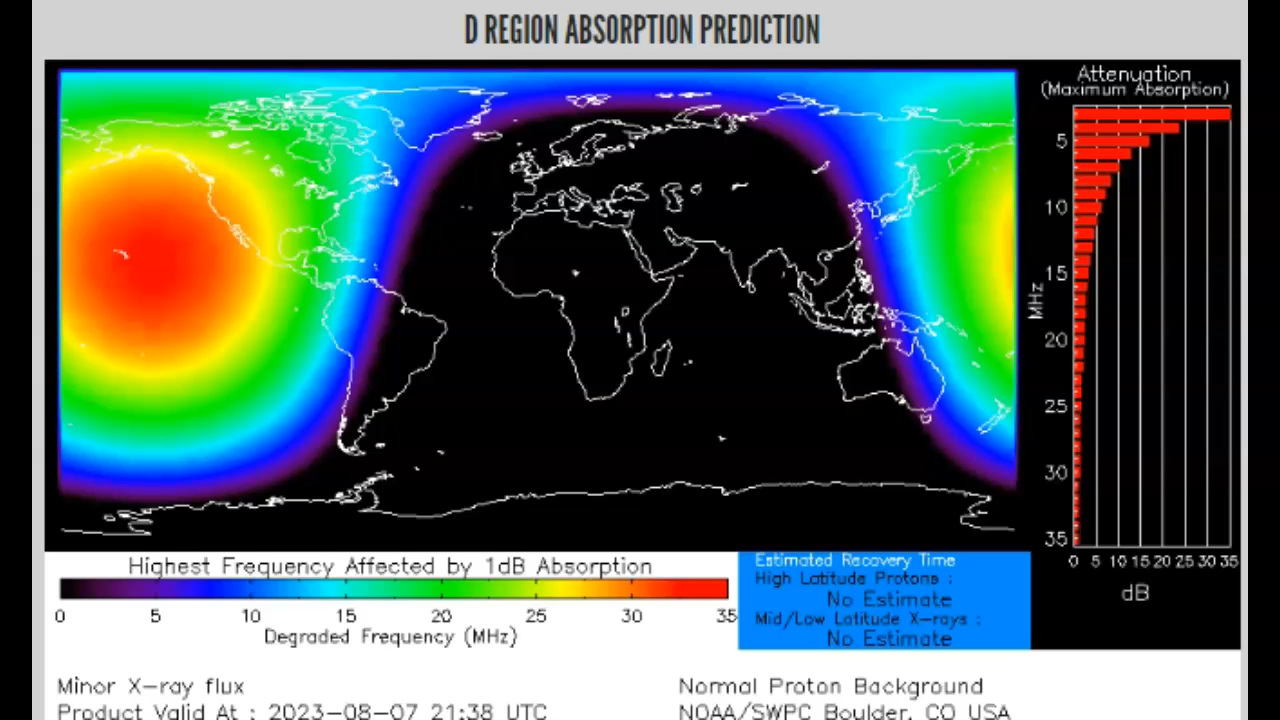 D REGION ABSORPTION PREDICTION
Attenuation
(Maximum Absorption)
5
10
15
20
25
30
35
MHz
0 5 10 15 20 25 30 35
dB
Highest Frequency Affected by 1dB Absorption
0 5 10 15 20 25 30 35
Degraded Frequency (MHz)
Estimated Recovery Time
High Latitude Protons :
No Estimate
Mid/Low Latitude X-rays :
No Estimate
Minor X-ray flux
Normal Proton Background
Product Valid At : 2023-08-07 21:38 UTC
NOAA/SWPC Boulder, CO USA